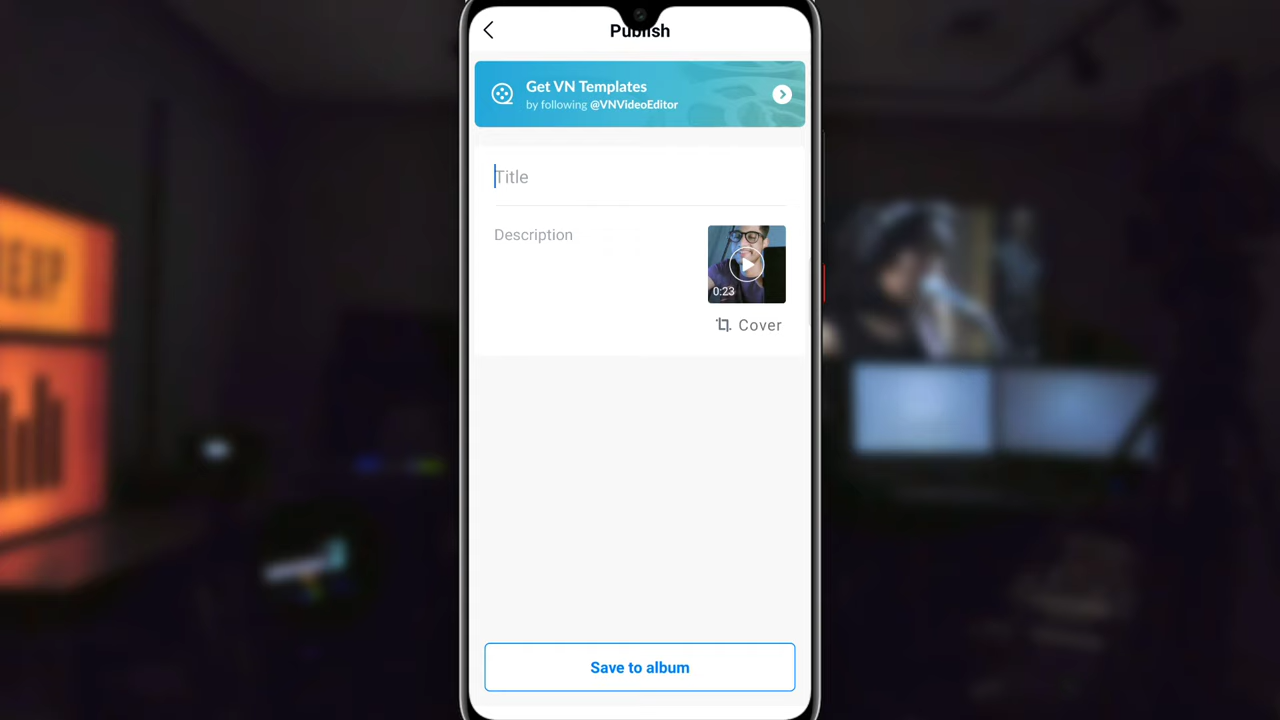 Publish
Get VN Templates
by following @VNVideoEditor
Title
Description
0:23
Cover
Save to album